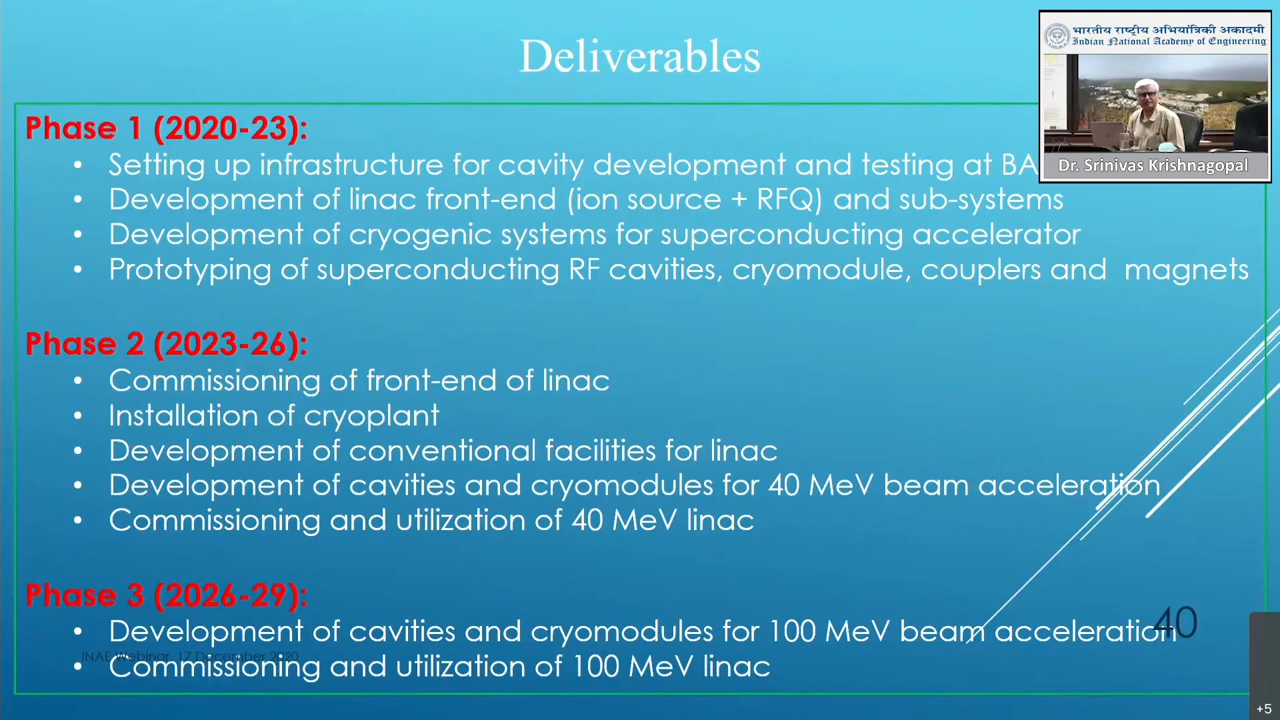 Deliverables
भारतीय राष्ट्रीय अभियांत्रिकी अकादमी
Indian National Academy of Engineering
Dr. Srinivas Krishnagopal
Phase 1 (2020-23):
• Setting up infrastructure for cavity development and testing at BA
• Development of linac front-end (ion source + RFQ) and sub-systems
• Development of cryogenic systems for superconducting accelerator
• Prototyping of superconducting RF cavities, cryomodule, couplers and magnets
Phase 2 (2023-26):
• Commissioning of front-end of linac
• Installation of cryoplant
• Development of conventional facilities for linac
• Development of cavities and cryomodules for 40 MeV beam acceleration
• Commissioning and utilization of 40 MeV linac
Phase 3 (2026-29):
• Development of cavities and cryomodules for 100 MeV beam acceleration
40
INAE Webinar, 17 December 2020
• Commissioning and utilization of 100 MeV linac
+5